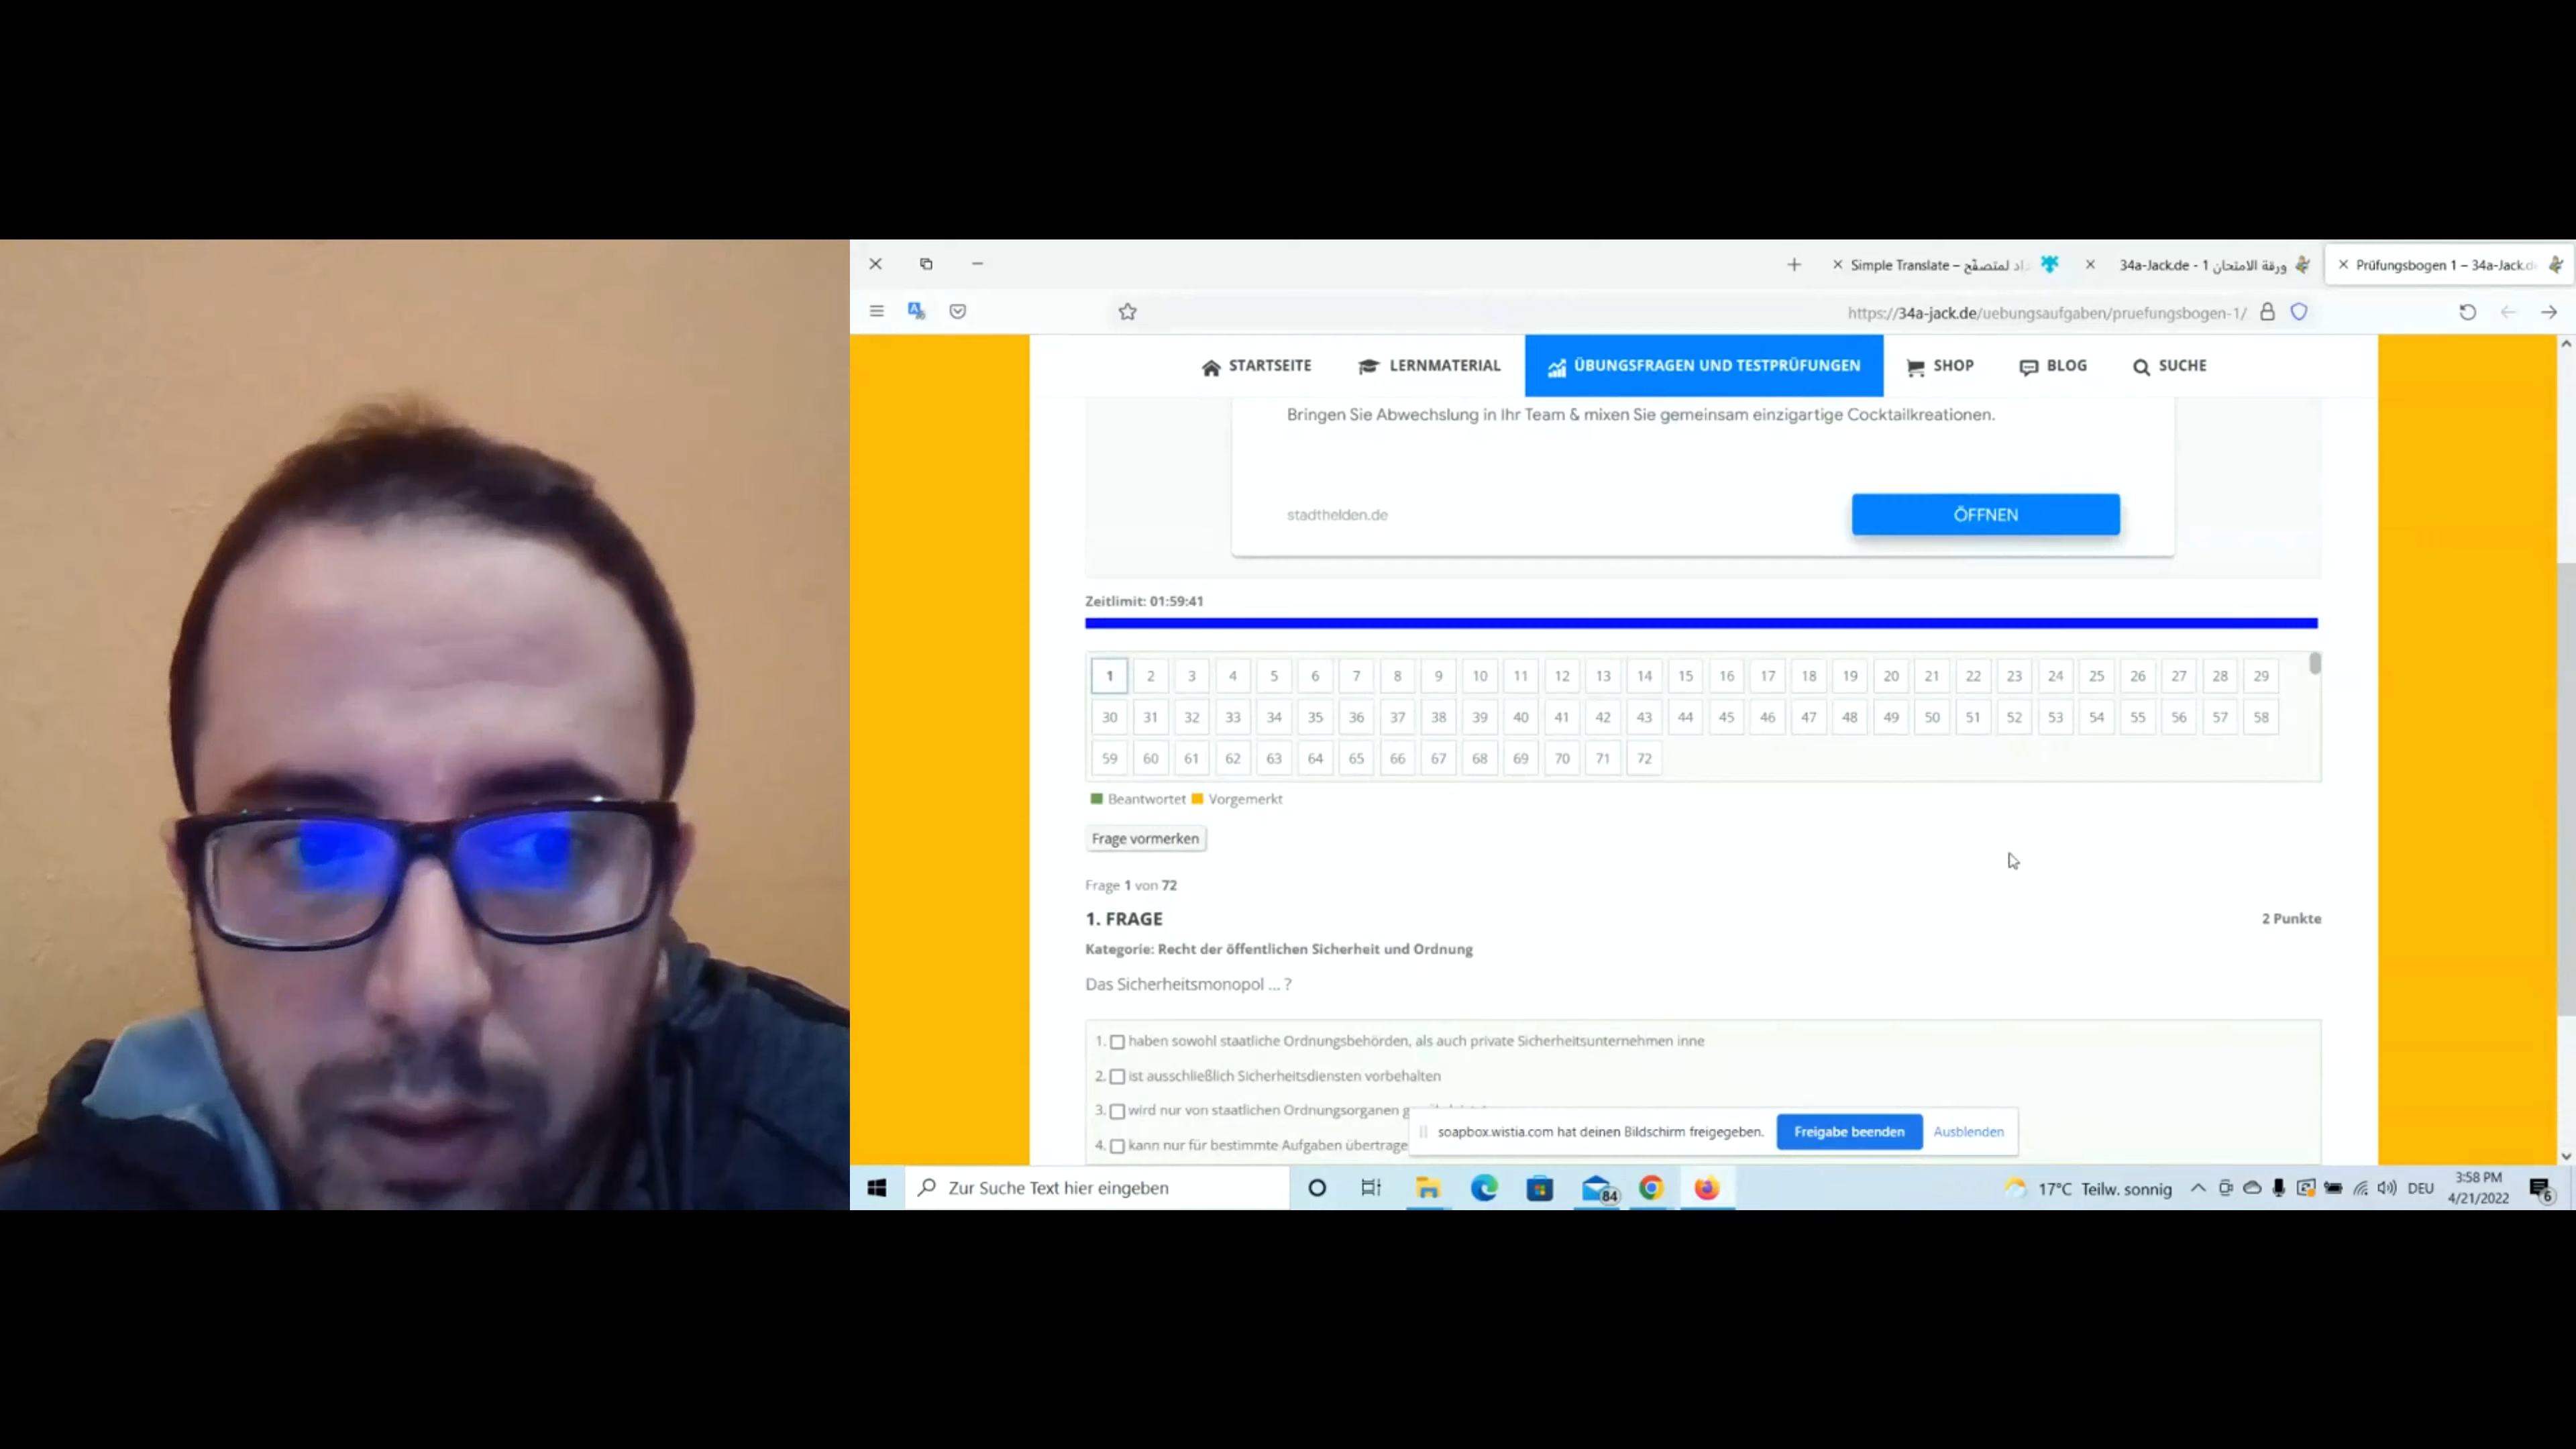 Simple Translate – اد لمتصفّح
ورقة الامتحان 1 - 34a-Jack.de
Prüfungsbogen 1 – 34a-Jack.d
https://34a-jack.de/uebungsaufgaben/pruefungsbogen-1/
STARTSEITE LERNMATERIAL ÜBUNGSFRAGEN UND TESTPRÜFUNGEN SHOP BLOG SUCHE
Bringen Sie Abwechslung in Ihr Team & mixen Sie gemeinsam einzigartige Cocktailkreationen.
stadthelden.de ÖFFNEN
Zeitlimit: 01:59:41
1 2 3 4 5 6 7 8 9 10 11 12 13 14 15 16 17 18 19 20 21 22 23 24 25 26 27 28 29
30 31 32 33 34 35 36 37 38 39 40 41 42 43 44 45 46 47 48 49 50 51 52 53 54 55 56 57 58
59 60 61 62 63 64 65 66 67 68 69 70 71 72
Beantwortet Vorgemerkt
Frage vormerken
Frage 1 von 72
1. FRAGE 2 Punkte
Kategorie: Recht der öffentlichen Sicherheit und Ordnung
Das Sicherheitsmonopol ... ?
1. haben sowohl staatliche Ordnungsbehörden, als auch private Sicherheitsunternehmen inne
2. ist ausschließlich Sicherheitsdiensten vorbehalten
3. wird nur von staatlichen Ordnungsorganen
4. kann nur für bestimmte Aufgaben übertrage
soapbox.wistia.com hat deinen Bildschirm freigegeben. Freigabe beenden Ausblenden
Zur Suche Text hier eingeben 84 17°C Teilw. sonnig DEU 3:58 PM 6
4/21/2022